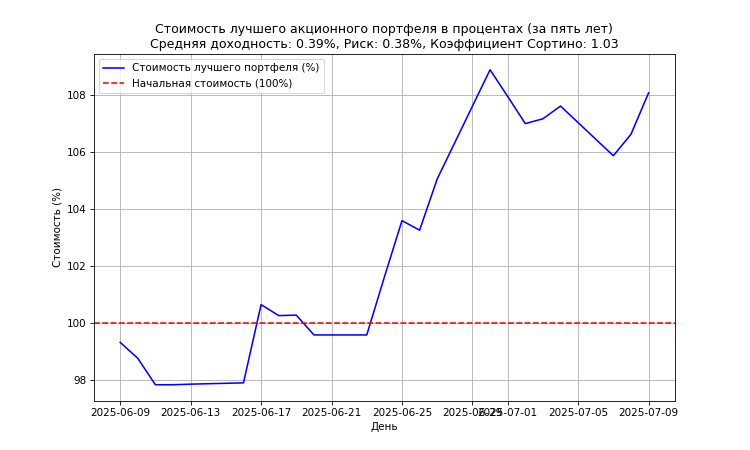 Стоимость лучшего акционного портфеля в процентах (за пять лет)
Средняя доходность: 0.39%, Риск: 0.38%, Коэффициент Сортино: 1.03
Стоимость лучшего портфеля (%)
Начальная стоимость (100%)
Стоимость (%)
108
106
104
102
100
98
2025-06-09 2025-06-13 2025-06-17 2025-06-21 2025-06-25 2025-06-29 2025-07-01 2025-07-05 2025-07-09
День